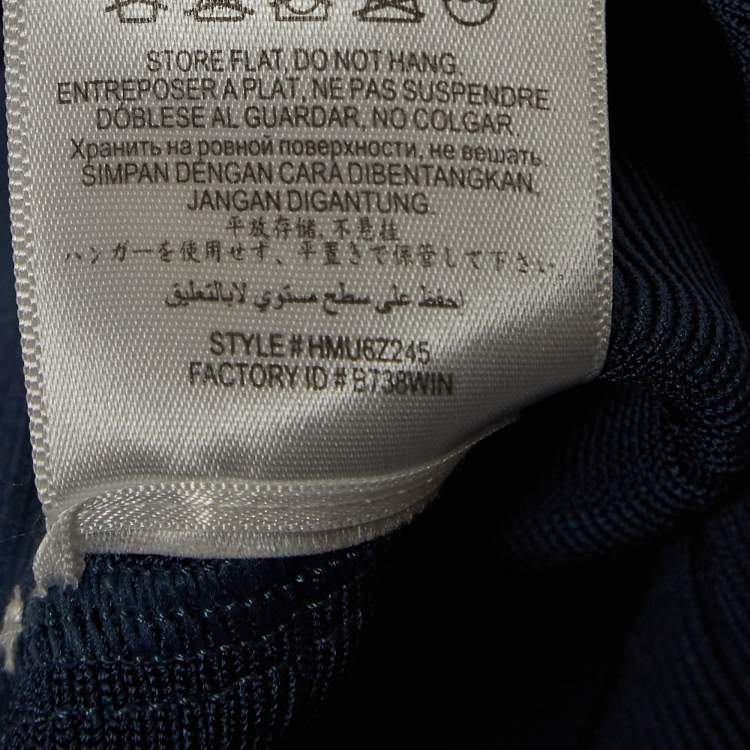 STORE FLAT, DO NOT HANG.
ENTREPOSER A PLAT, NE PAS SUSPENDRE
DÓBLESE AL GUARDAR, NO COLGAR.
Хранить на ровной поверхности, не вешать.
SIMPAN DENGAN CARA DIBENTANGKAN,
JANGAN DIGANTUNG.
平放存储,不悬挂
ハンガーを使用せず、平置きで保管して下さい。
احفظ على سطح مستوي لابالتعليق
STYLE # HMU6Z245
FACTORY ID # B738WIN